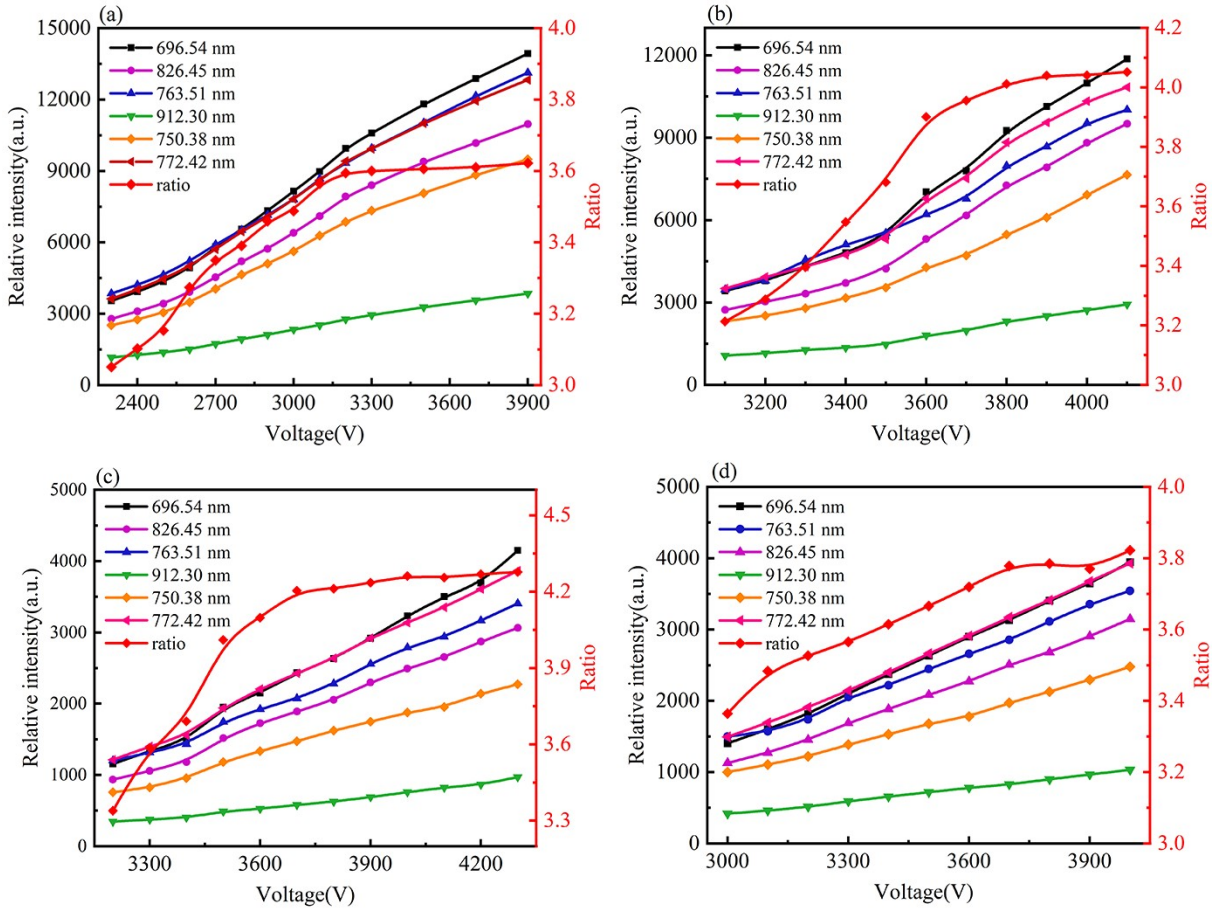 (a)
15000
12000
9000
6000
3000
0
Relative intensity(a.u.)
696.54 nm
826.45 nm
763.51 nm
912.30 nm
750.38 nm
772.42 nm
ratio
4.0
3.8
3.6
3.4
3.2
3.0
Ratio
2400 2700 3000 3300 3600 3900
Voltage(V)
(b)
12000
9000
6000
3000
0
Relative intensity(a.u.)
696.54 nm
826.45 nm
763.51 nm
912.30 nm
750.38 nm
772.42 nm
ratio
4.2
4.0
3.8
3.6
3.4
3.2
3.0
Ratio
3200 3400 3600 3800 4000
Voltage(V)
(c)
5000
4000
3000
2000
1000
0
Relative intensity(a.u.)
696.54 nm
826.45 nm
763.51 nm
912.30 nm
750.38 nm
772.42 nm
ratio
4.5
4.2
3.9
3.6
3.3
Ratio
3300 3600 3900 4200
Voltage(V)
(d)
5000
4000
3000
2000
1000
0
Relative intensity(a.u.)
696.54 nm
763.51 nm
826.45 nm
912.30 nm
750.38 nm
772.42 nm
ratio
4.0
3.8
3.6
3.4
3.2
3.0
Ratio
3000 3300 3600 3900
Voltage(V)